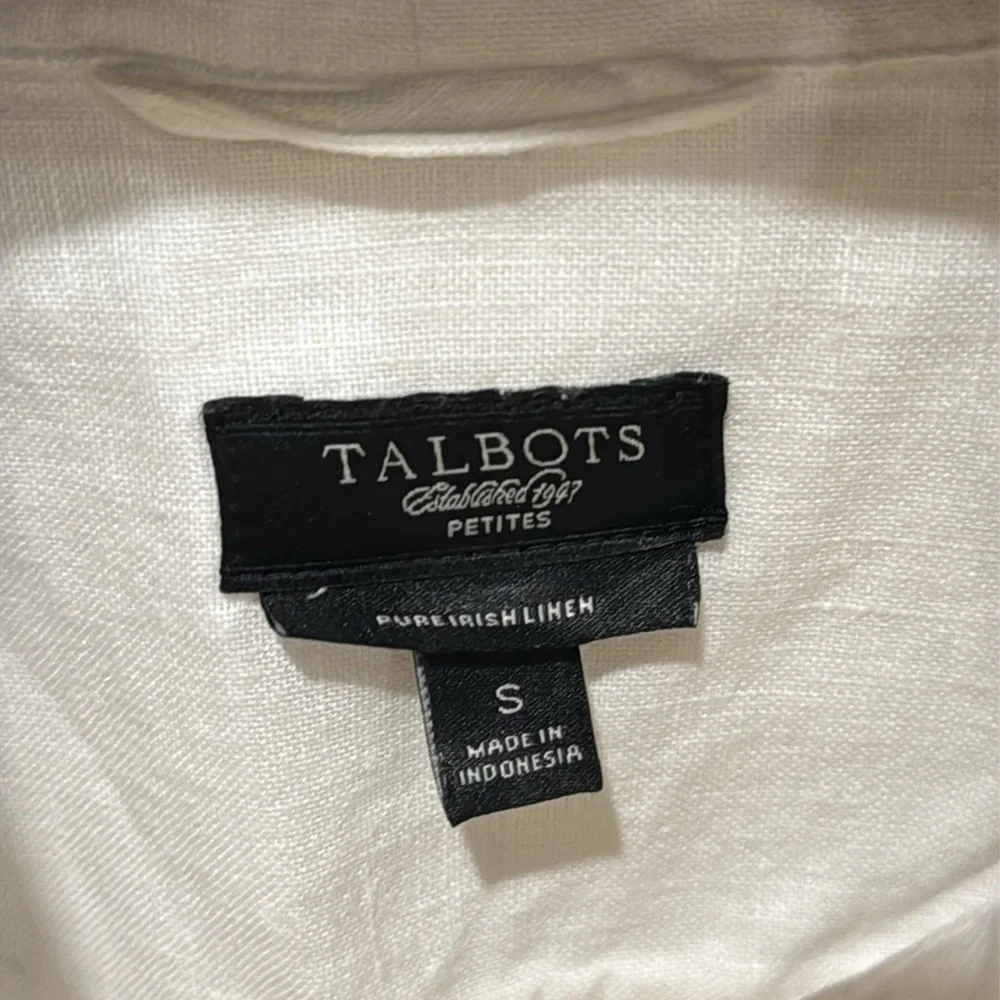 TALBOTS
Established 1947
PETITES
PURE IRISH LINEN
S
MADE IN
INDONESIA